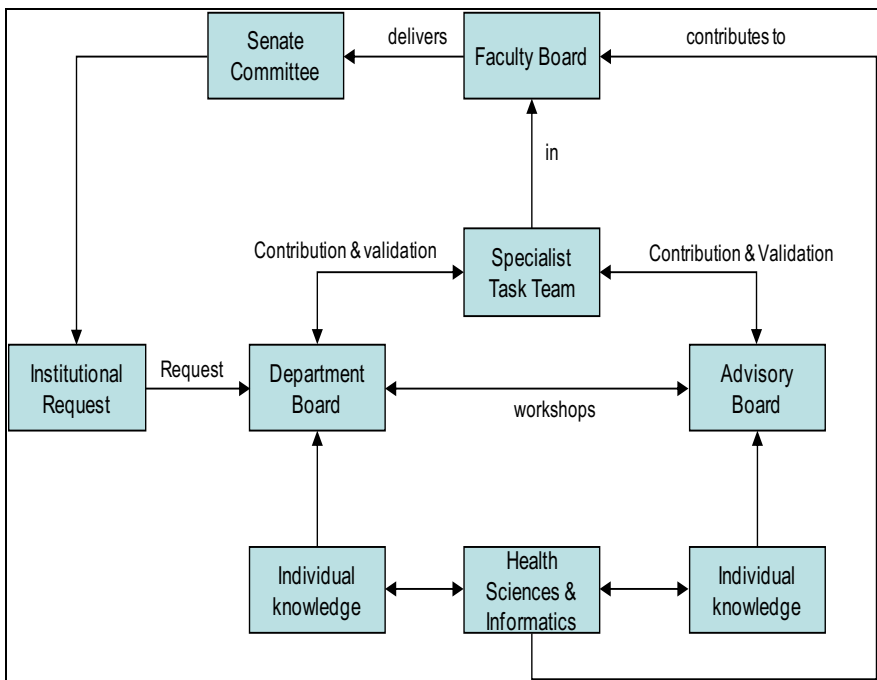 Senate
Committee
delivers
Faculty Board
contributes to
in
Contribution & validation
Specialist
Task Team
Contribution & Validation
Institutional
Request
Request
Department
Board
workshops
Advisory
Board
Individual
knowledge
Health
Sciences &
Informatics
Individual
knowledge